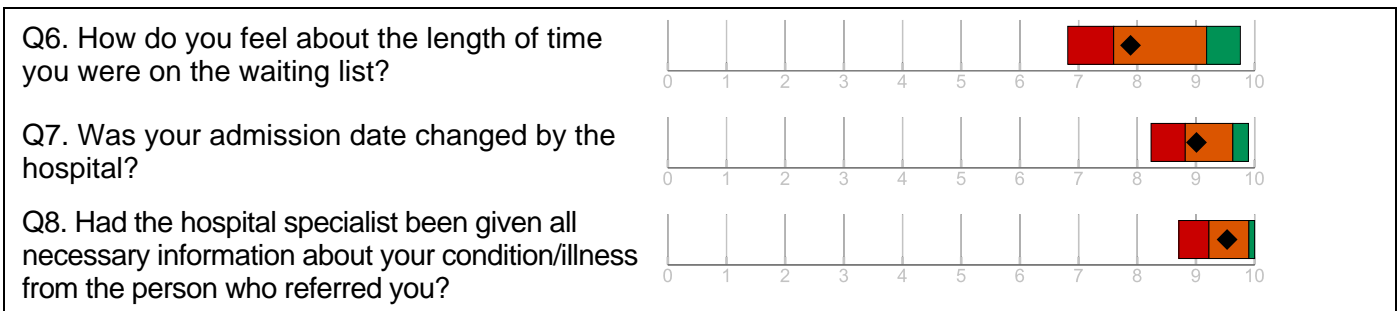 Q6. How do you feel about the length of time
you were on the waiting list?
0 1 2 3 4 5 6 7 8 9 10
Q7. Was your admission date changed by the
hospital?
0 1 2 3 4 5 6 7 8 9 10
Q8. Had the hospital specialist been given all
necessary information about your condition/illness
from the person who referred you?
0 1 2 3 4 5 6 7 8 9 10